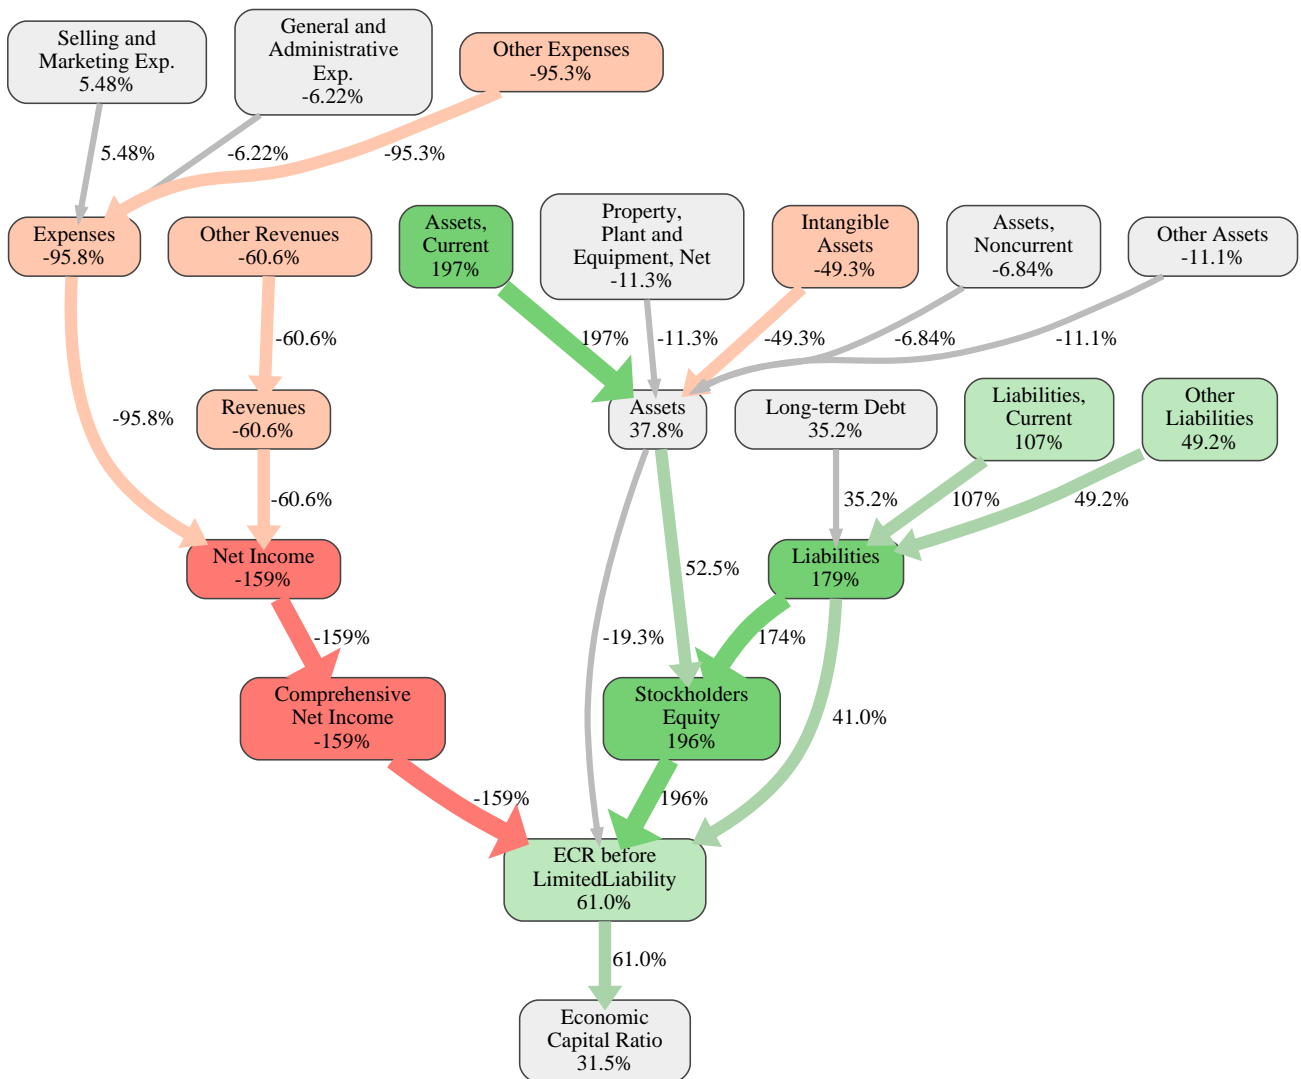 Selling and
Marketing Exp.
5.48%
General and
Administrative
Exp.
-6.22%
Other Expenses
-95.3%
5.48%
-6.22%
-95.3%
Expenses
-95.8%
Other Revenues
-60.6%
Assets,
Current
197%
Property,
Plant and
Equipment, Net
-11.3%
Intangible
Assets
-49.3%
Assets,
Noncurrent
-6.84%
Other Assets
-11.1%
-60.6%
197%
-11.3%
-49.3%
-6.84%
-11.1%
-95.8%
Revenues
-60.6%
Assets
37.8%
Long-term Debt
35.2%
Liabilities,
Current
107%
Other
Liabilities
49.2%
-60.6%
35.2%
107%
49.2%
Net Income
-159%
52.5%
Liabilities
179%
-159%
-19.3%
174%
Comprehensive
Net Income
-159%
Stockholders
Equity
196%
41.0%
-159%
196%
ECR before
LimitedLiability
61.0%
61.0%
Economic
Capital Ratio
31.5%